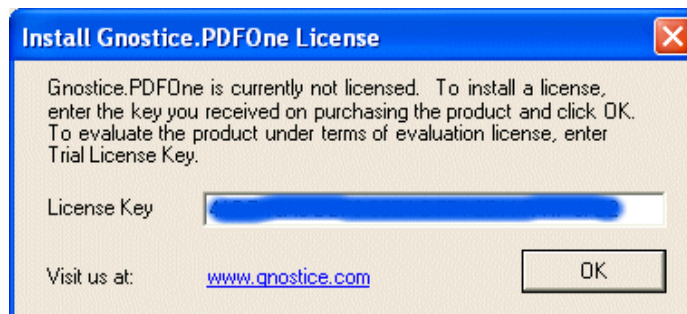 Install Gnostice.PDFOne License
Gnostice.PDFOne is currently not licensed. To install a license,
enter the key you received on purchasing the product and click OK.
To evaluate the product under terms of evaluation license, enter
Trial License Key.
License Key
Visit us at: www.gnostice.com
OK